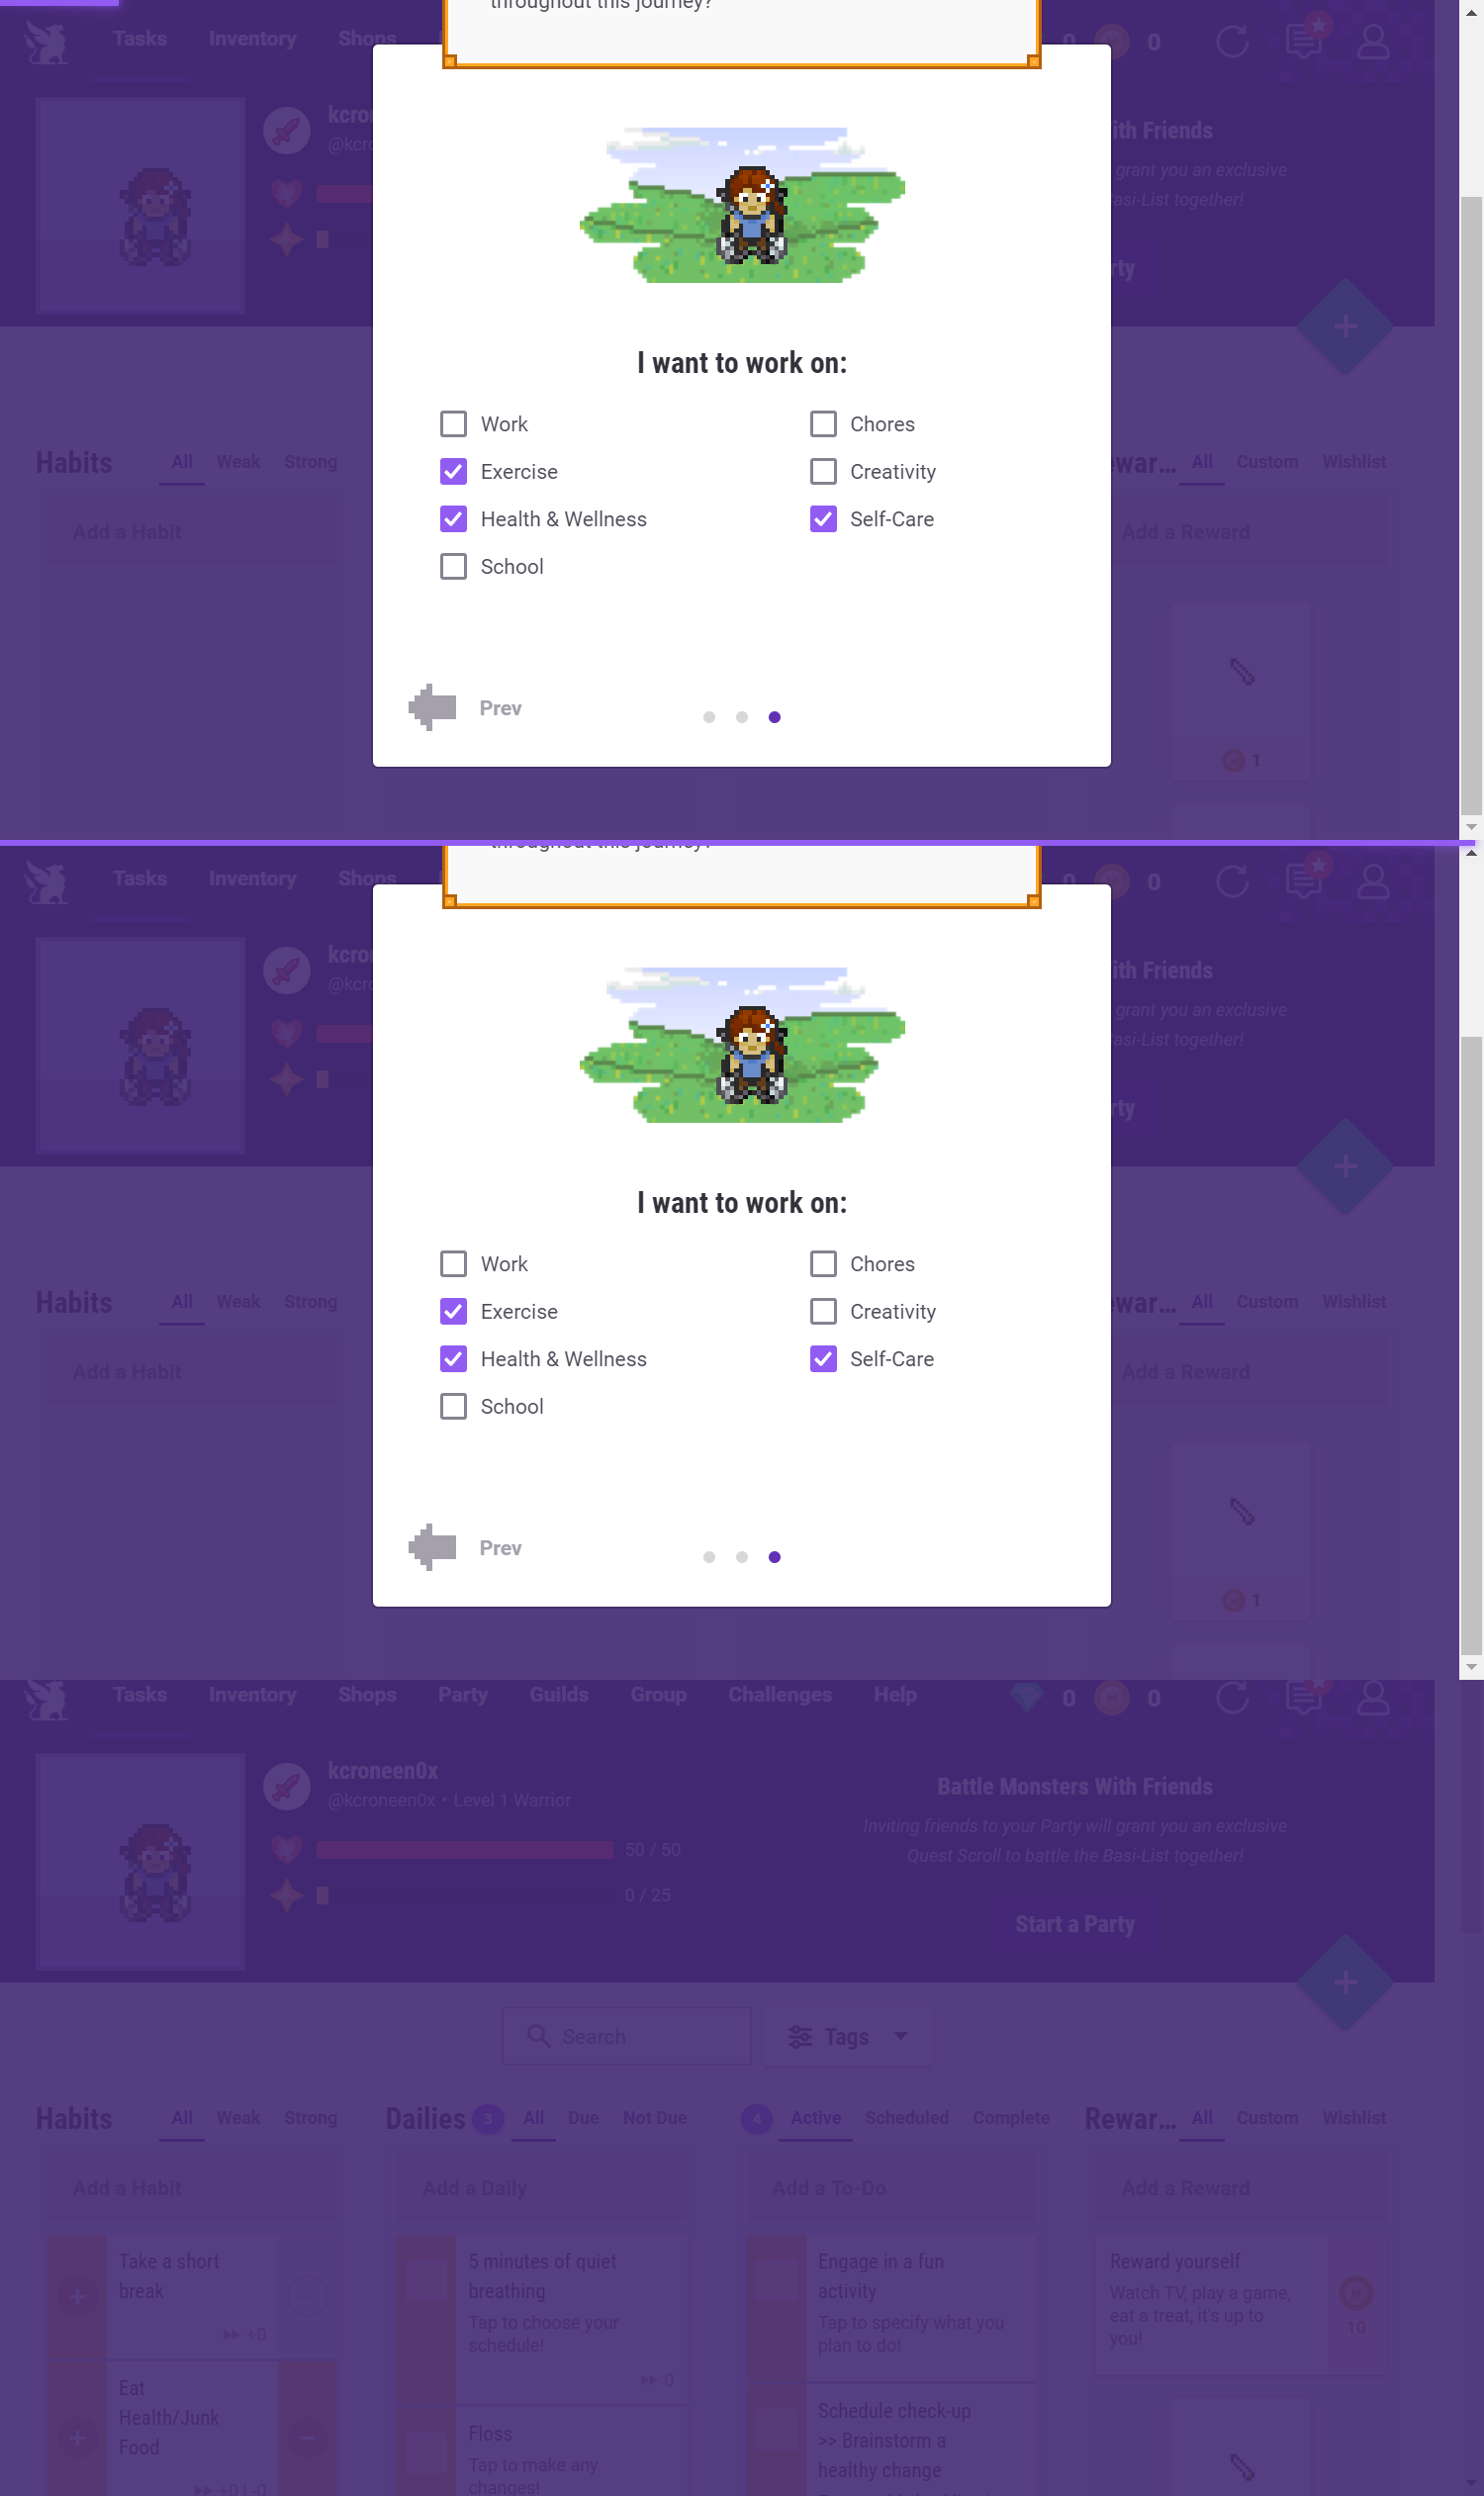 throughout this journey?
Tasks Inventory Shops 0 0
kcron
@kcr
ith Friends
grant you an exclusive
asi-List together!
rty
I want to work on:
Work Chores
Exercise Creativity
Health & Wellness Self-Care
School
Habits All Weak Strong
ewar... All Custom Wishlist
Add a Habit Add a Reward
1
Prev
throughout this journey?
Tasks Inventory Shops 0 0
kcron
@kcr
ith Friends
grant you an exclusive
asi-List together!
rty
I want to work on:
Work Chores
Exercise Creativity
Health & Wellness Self-Care
School
Habits All Weak Strong
ewar... All Custom Wishlist
Add a Habit Add a Reward
1
Prev
Tasks Inventory Shops Party Guilds Group Challenges Help 0 0
kcroneen0x
@kcroneen0x • Level 1 Warrior
50 / 50
0 / 25
Battle Monsters With Friends
Inviting friends to your Party will grant you an exclusive
Quest Scroll to battle the Basi-List together!
Start a Party
Search Tags
Habits All Weak Strong
Dailies 3 All Due Not Due
4 Active Scheduled Complete
Rewar... All Custom Wishlist
Add a Habit Add a Daily Add a To-Do Add a Reward
Take a short
break
+0
Eat
Health/Junk
Food
+0 | -0
5 minutes of quiet
breathing
Tap to choose your
schedule!
0
Floss
Tap to make any
changes!
Engage in a fun
activity
Tap to specify what you
plan to do!
Schedule check-up
>> Brainstorm a
healthy change
Reward yourself
Watch TV, play a game,
eat a treat, it's up to
you!
10